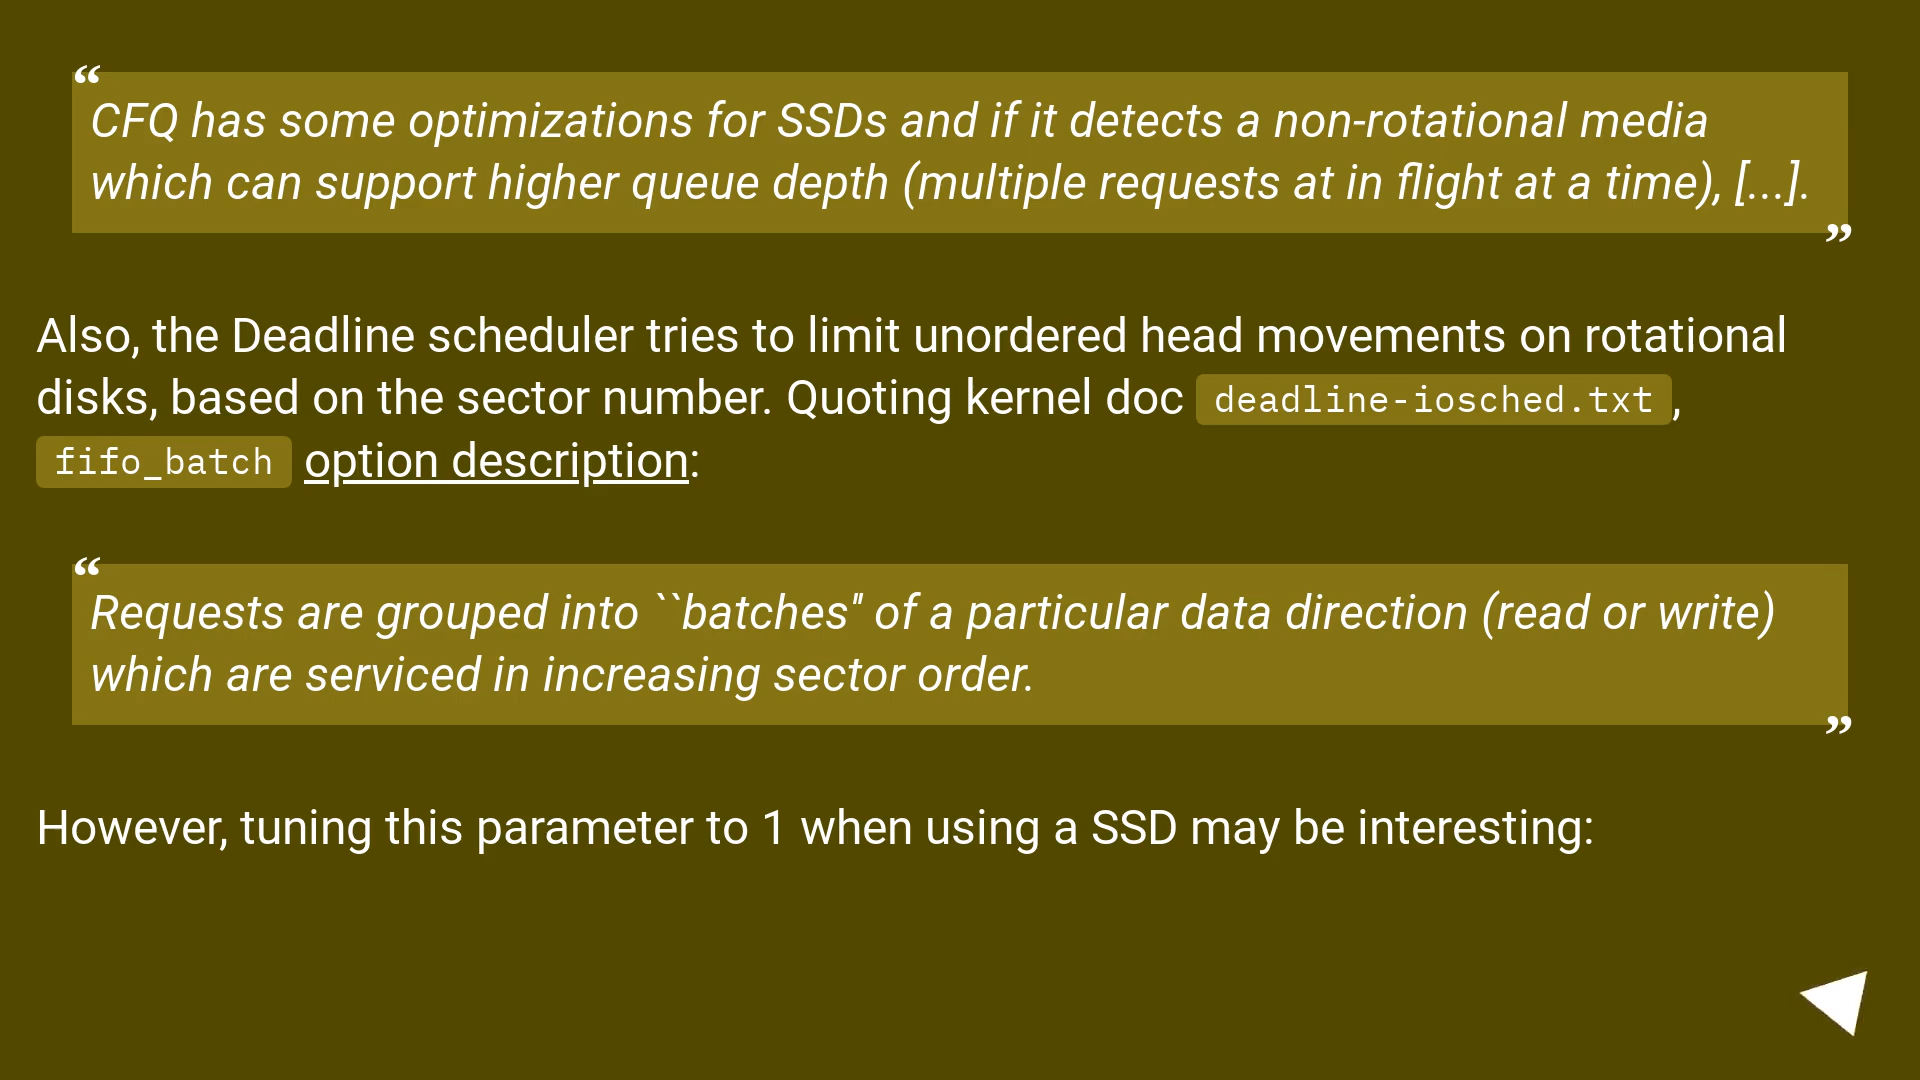 “
CFQ has some optimizations for SSDs and if it detects a non-rotational media
which can support higher queue depth (multiple requests at in flight at a time), [...].
”
Also, the Deadline scheduler tries to limit unordered head movements on rotational
disks, based on the sector number. Quoting kernel doc deadline-iosched.txt,
fifo_batch option description:
“
Requests are grouped into ``batches'' of a particular data direction (read or write)
which are serviced in increasing sector order.
”
However, tuning this parameter to 1 when using a SSD may be interesting: